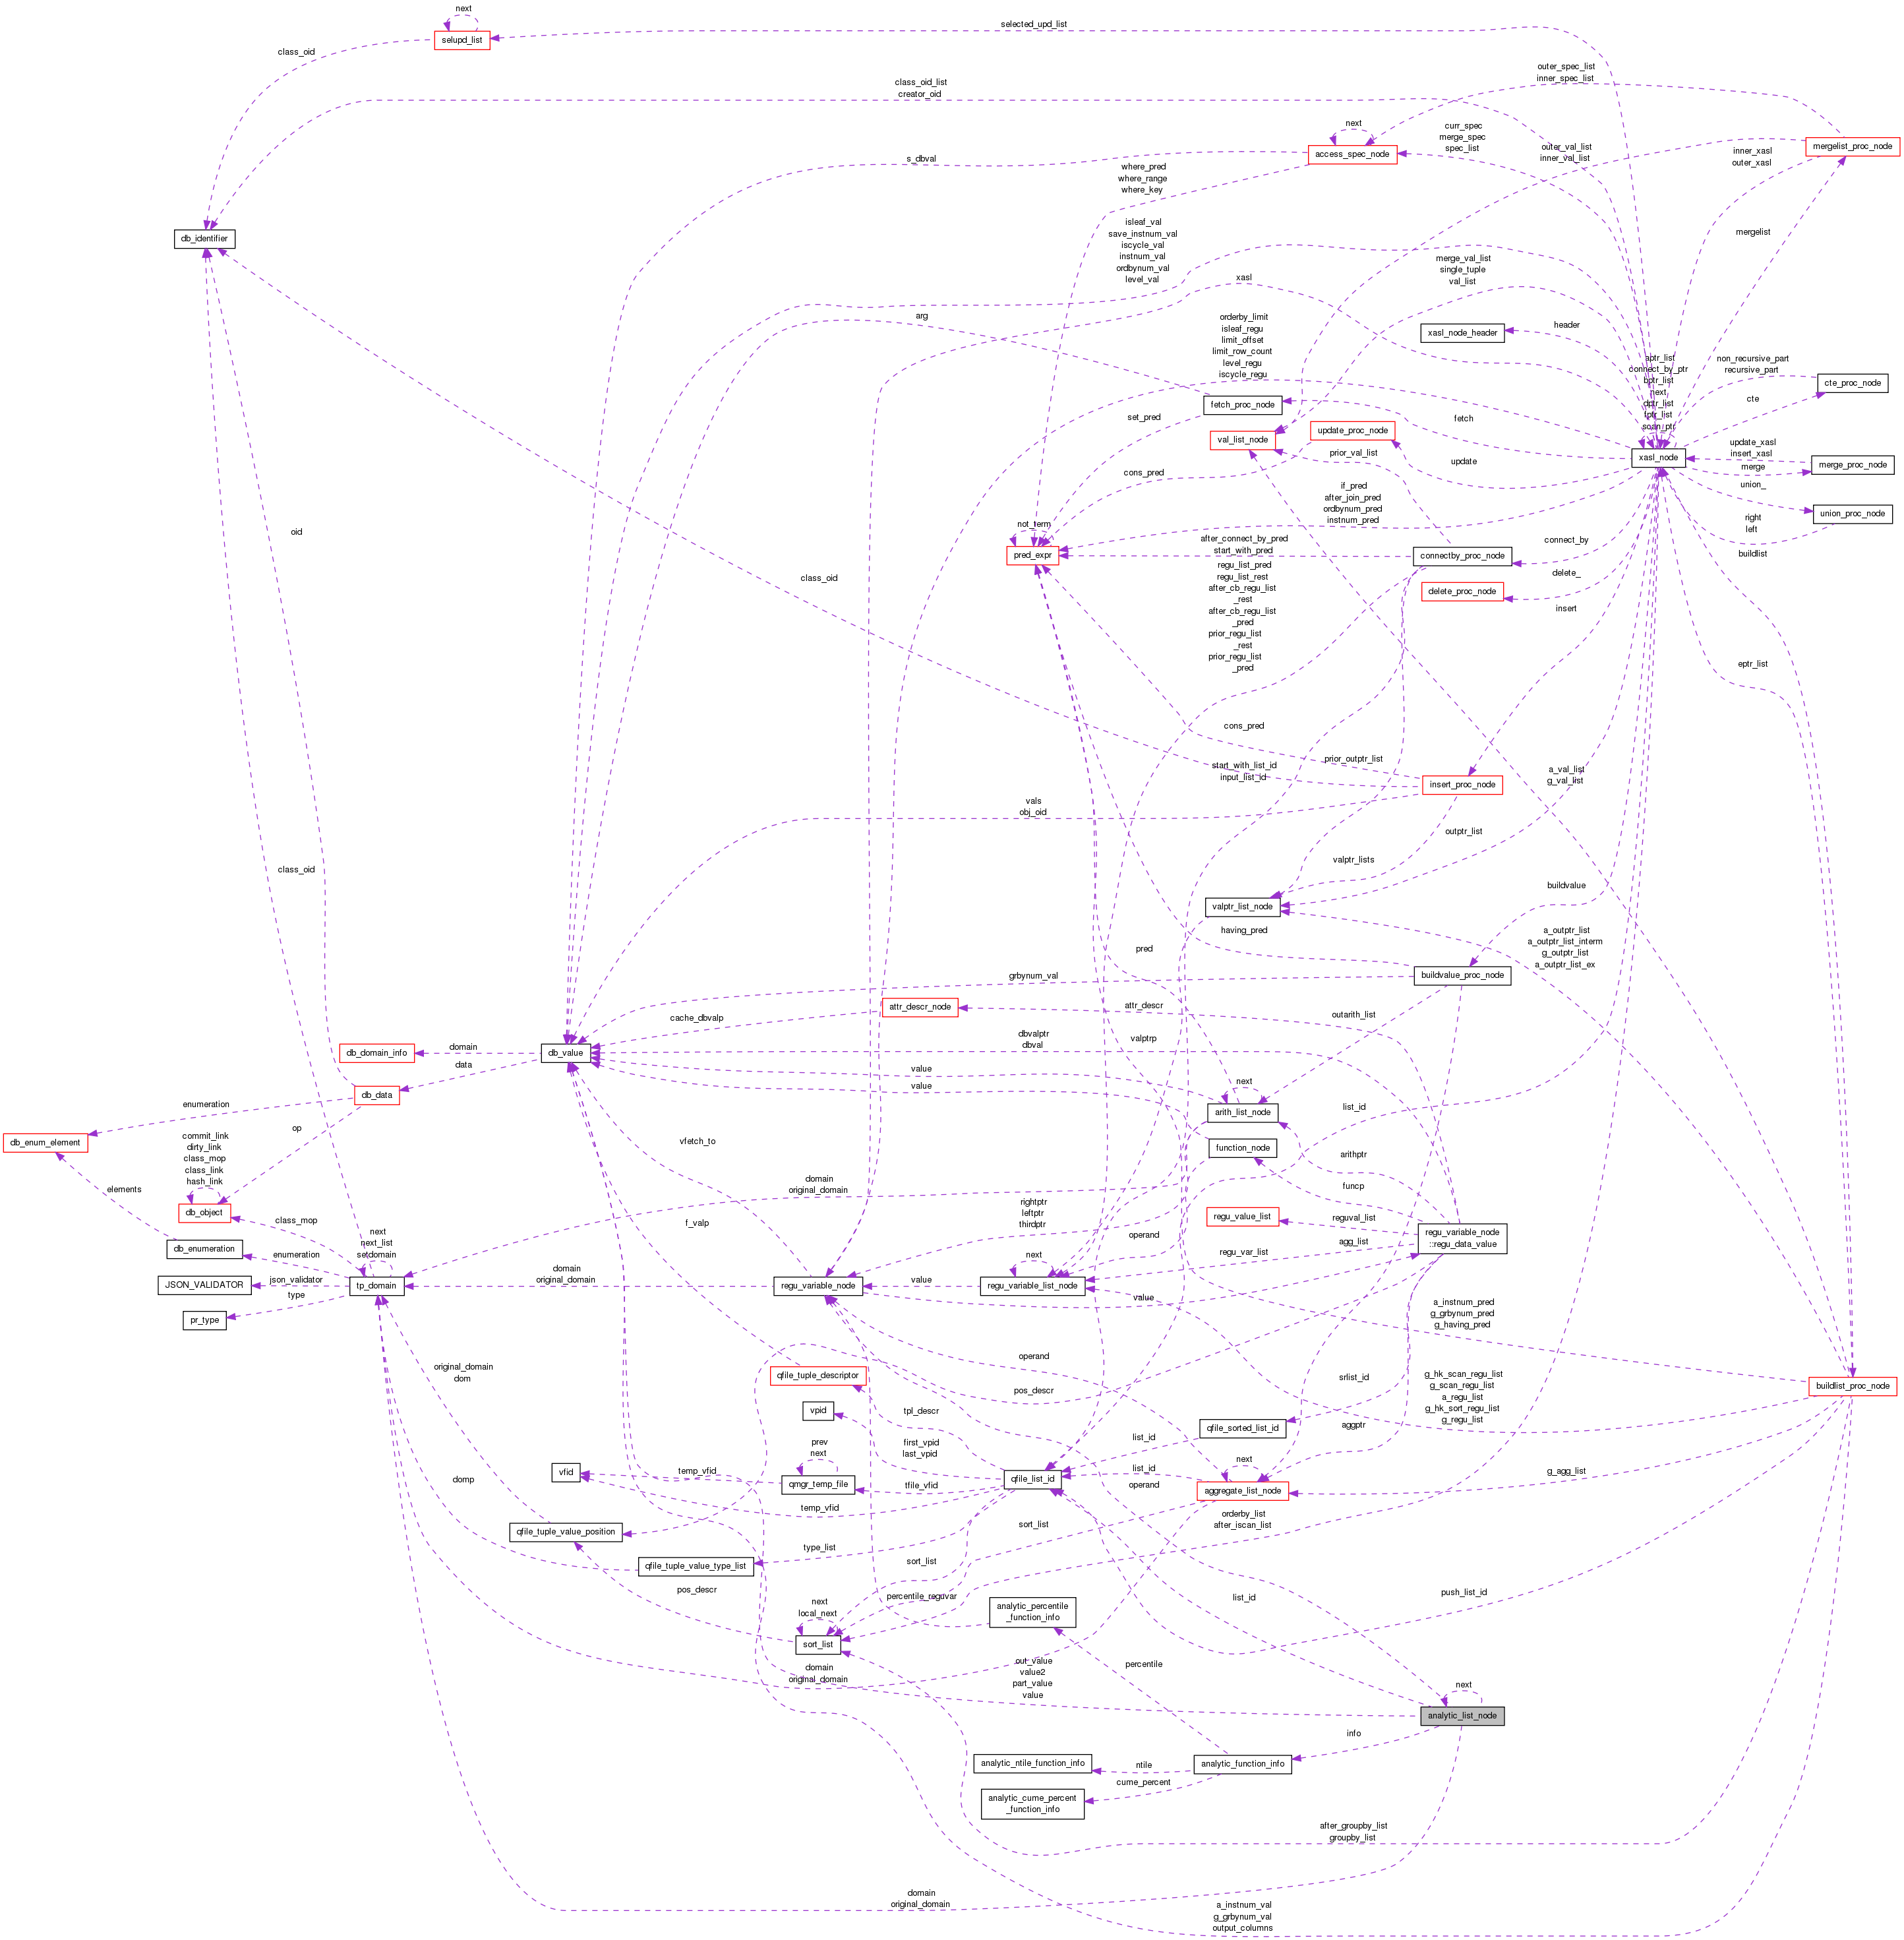 next
selected_upd_list
selupd_list
class_oid
outer_spec_list
inner_spec_list
class_oid_list
creator_oid
next
curr_spec
merge_spec
spec_list
mergelist_proc_node
access_spec_node
s_dbval
outer_val_list
inner_val_list
inner_xasl
outer_xasl
where_pred
where_range
where_key
db_identifier
isleaf_val
save_instnum_val
iscycle_val
instnum_val
ordbynum_val
level_val
mergelist
merge_val_list
single_tuple
val_list
xasl
arg
orderby_limit
isleaf_regu
limit_offset
limit_row_count
level_regu
iscycle_regu
xasl_node_header
header
aptr_list
connect_by_ptr
bptr_list
next
dptr_list
fptr_list
scan_ptr
non_recursive_part
recursive_part
cte_proc_node
cte
fetch_proc_node
set_pred
fetch
val_list_node
update_proc_node
xasl_node
update_xasl
insert_xasl
merge
merge_proc_node
prior_val_list
update
cons_pred
union_
union_proc_node
if_pred
after_join_pred
ordbynum_pred
instnum_pred
not_term
pred_expr
right
left
after_connect_by_pred
start_with_pred
connectby_proc_node
connect_by
buildlist
regu_list_pred
regu_list_rest
after_cb_regu_list
_rest
after_cb_regu_list
_pred
prior_regu_list
_rest
prior_regu_list
_pred
delete_
delete_proc_node
class_oid
oid
insert
eptr_list
cons_pred
prior_outptr_list
start_with_list_id
input_list_id
a_val_list
g_val_list
insert_proc_node
vals
obj_oid
outptr_list
valptr_lists
class_oid
buildvalue
valptr_list_node
having_pred
a_outptr_list
a_outptr_list_interm
g_outptr_list
a_outptr_list_ex
pred
grbynum_val
buildvalue_proc_node
attr_descr_node
attr_descr
cache_dbvalp
outarith_list
dbvalptr
dbval
valptrp
db_domain_info
domain
db_value
data
value
value
next
db_data
enumeration
arith_list_node
list_id
op
db_enum_element
commit_link
dirty_link
class_mop
class_link
hash_link
vfetch_to
function_node
arithptr
funcp
elements
domain
original_domain
db_object
rightptr
leftptr
thirdptr
f_valp
regu_value_list
reguval_list
regu_variable_node
::regu_data_value
class_mop
operand
agg_list
next
next_list
setdomain
db_enumeration
enumeration
regu_var_list
next
JSON_VALIDATOR
json_validator
tp_domain
domain
original_domain
regu_variable_node
value
regu_variable_list_node
type
value
pr_type
a_instnum_pred
g_grbynum_pred
g_having_pred
operand
original_domain
dom
qfile_tuple_descriptor
pos_descr
srlist_id
g_hk_scan_regu_list
g_scan_regu_list
a_regu_list
g_hk_sort_regu_list
g_regu_list
buildlist_proc_node
vpid
tpl_descr
aggptr
qfile_sorted_list_id
first_vpid
last_vpid
list_id
prev
next
vfid
temp_vfid
qmgr_temp_file
tfile_vfid
qfile_list_id
list_id
next
g_agg_list
domp
operand
aggregate_list_node
temp_vfid
orderby_list
after_iscan_list
sort_list
qfile_tuple_value_position
type_list
qfile_tuple_value_type_list
sort_list
pos_descr
percentile_reguvar
list_id
push_list_id
next
local_next
analytic_percentile
_function_info
sort_list
domain
original_domain
out_value
value2
part_value
value
percentile
next
analytic_list_node
info
analytic_ntile_function_info
ntile
analytic_function_info
cume_percent
analytic_cume_percent
_function_info
after_groupby_list
groupby_list
domain
original_domain
a_instnum_val
g_grbynum_val
output_columns